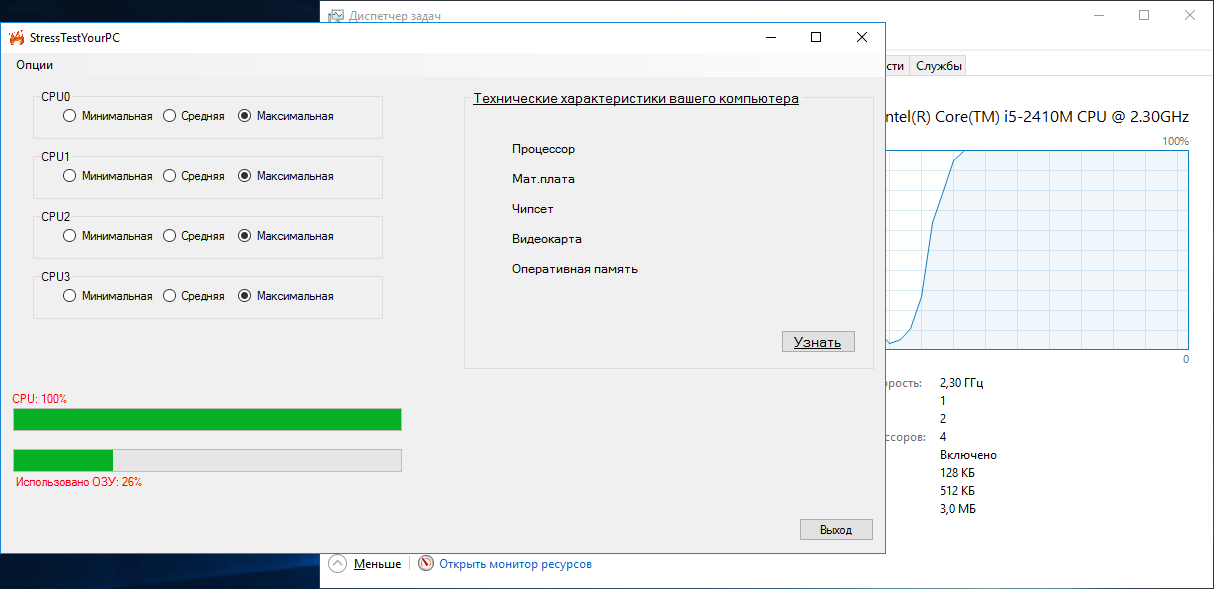 Диспетчер задач
StressTestYourPC
Опции
сти Службы
CPU0
Минимальная Средняя Максимальная
CPU1
Минимальная Средняя Максимальная
CPU2
Минимальная Средняя Максимальная
CPU3
Минимальная Средняя Максимальная
CPU: 100%
Использовано ОЗУ: 26%
Технические характеристики вашего компьютера
Процессор
Мат.плата
Чипсет
Видеокарта
Оперативная память
Узнать
Выход
ntel(R) Core(TM) i5-2410M CPU @ 2.30GHz
100%
0
орость: 2,30 ГГц
1
2
ссоров: 4
Включено
128 КБ
512 КБ
3,0 МБ
Меньше Открыть монитор ресурсов